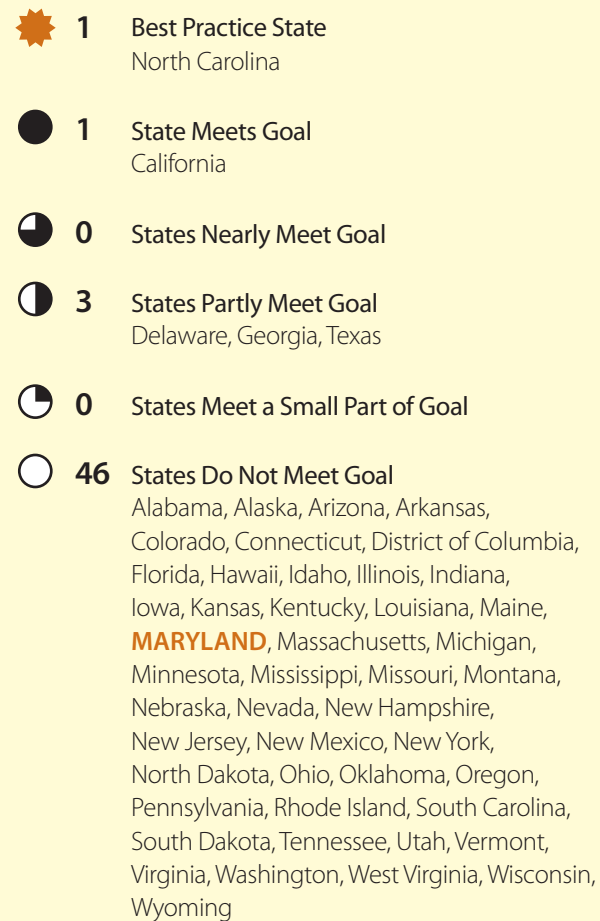 1 Best Practice State
North Carolina
1 State Meets Goal
California
0 States Nearly Meet Goal
3 States Partly Meet Goal
Delaware, Georgia, Texas
0 States Meet a Small Part of Goal
46 States Do Not Meet Goal
Alabama, Alaska, Arizona, Arkansas,
Colorado, Connecticut, District of Columbia,
Florida, Hawaii, Idaho, Illinois, Indiana,
Iowa, Kansas, Kentucky, Louisiana, Maine,
MARYLAND, Massachusetts, Michigan,
Minnesota, Mississippi, Missouri, Montana,
Nebraska, Nevada, New Hampshire,
New Jersey, New Mexico, New York,
North Dakota, Ohio, Oklahoma, Oregon,
Pennsylvania, Rhode Island, South Carolina,
South Dakota, Tennessee, Utah, Vermont,
Virginia, Washington, West Virginia, Wisconsin,
Wyoming